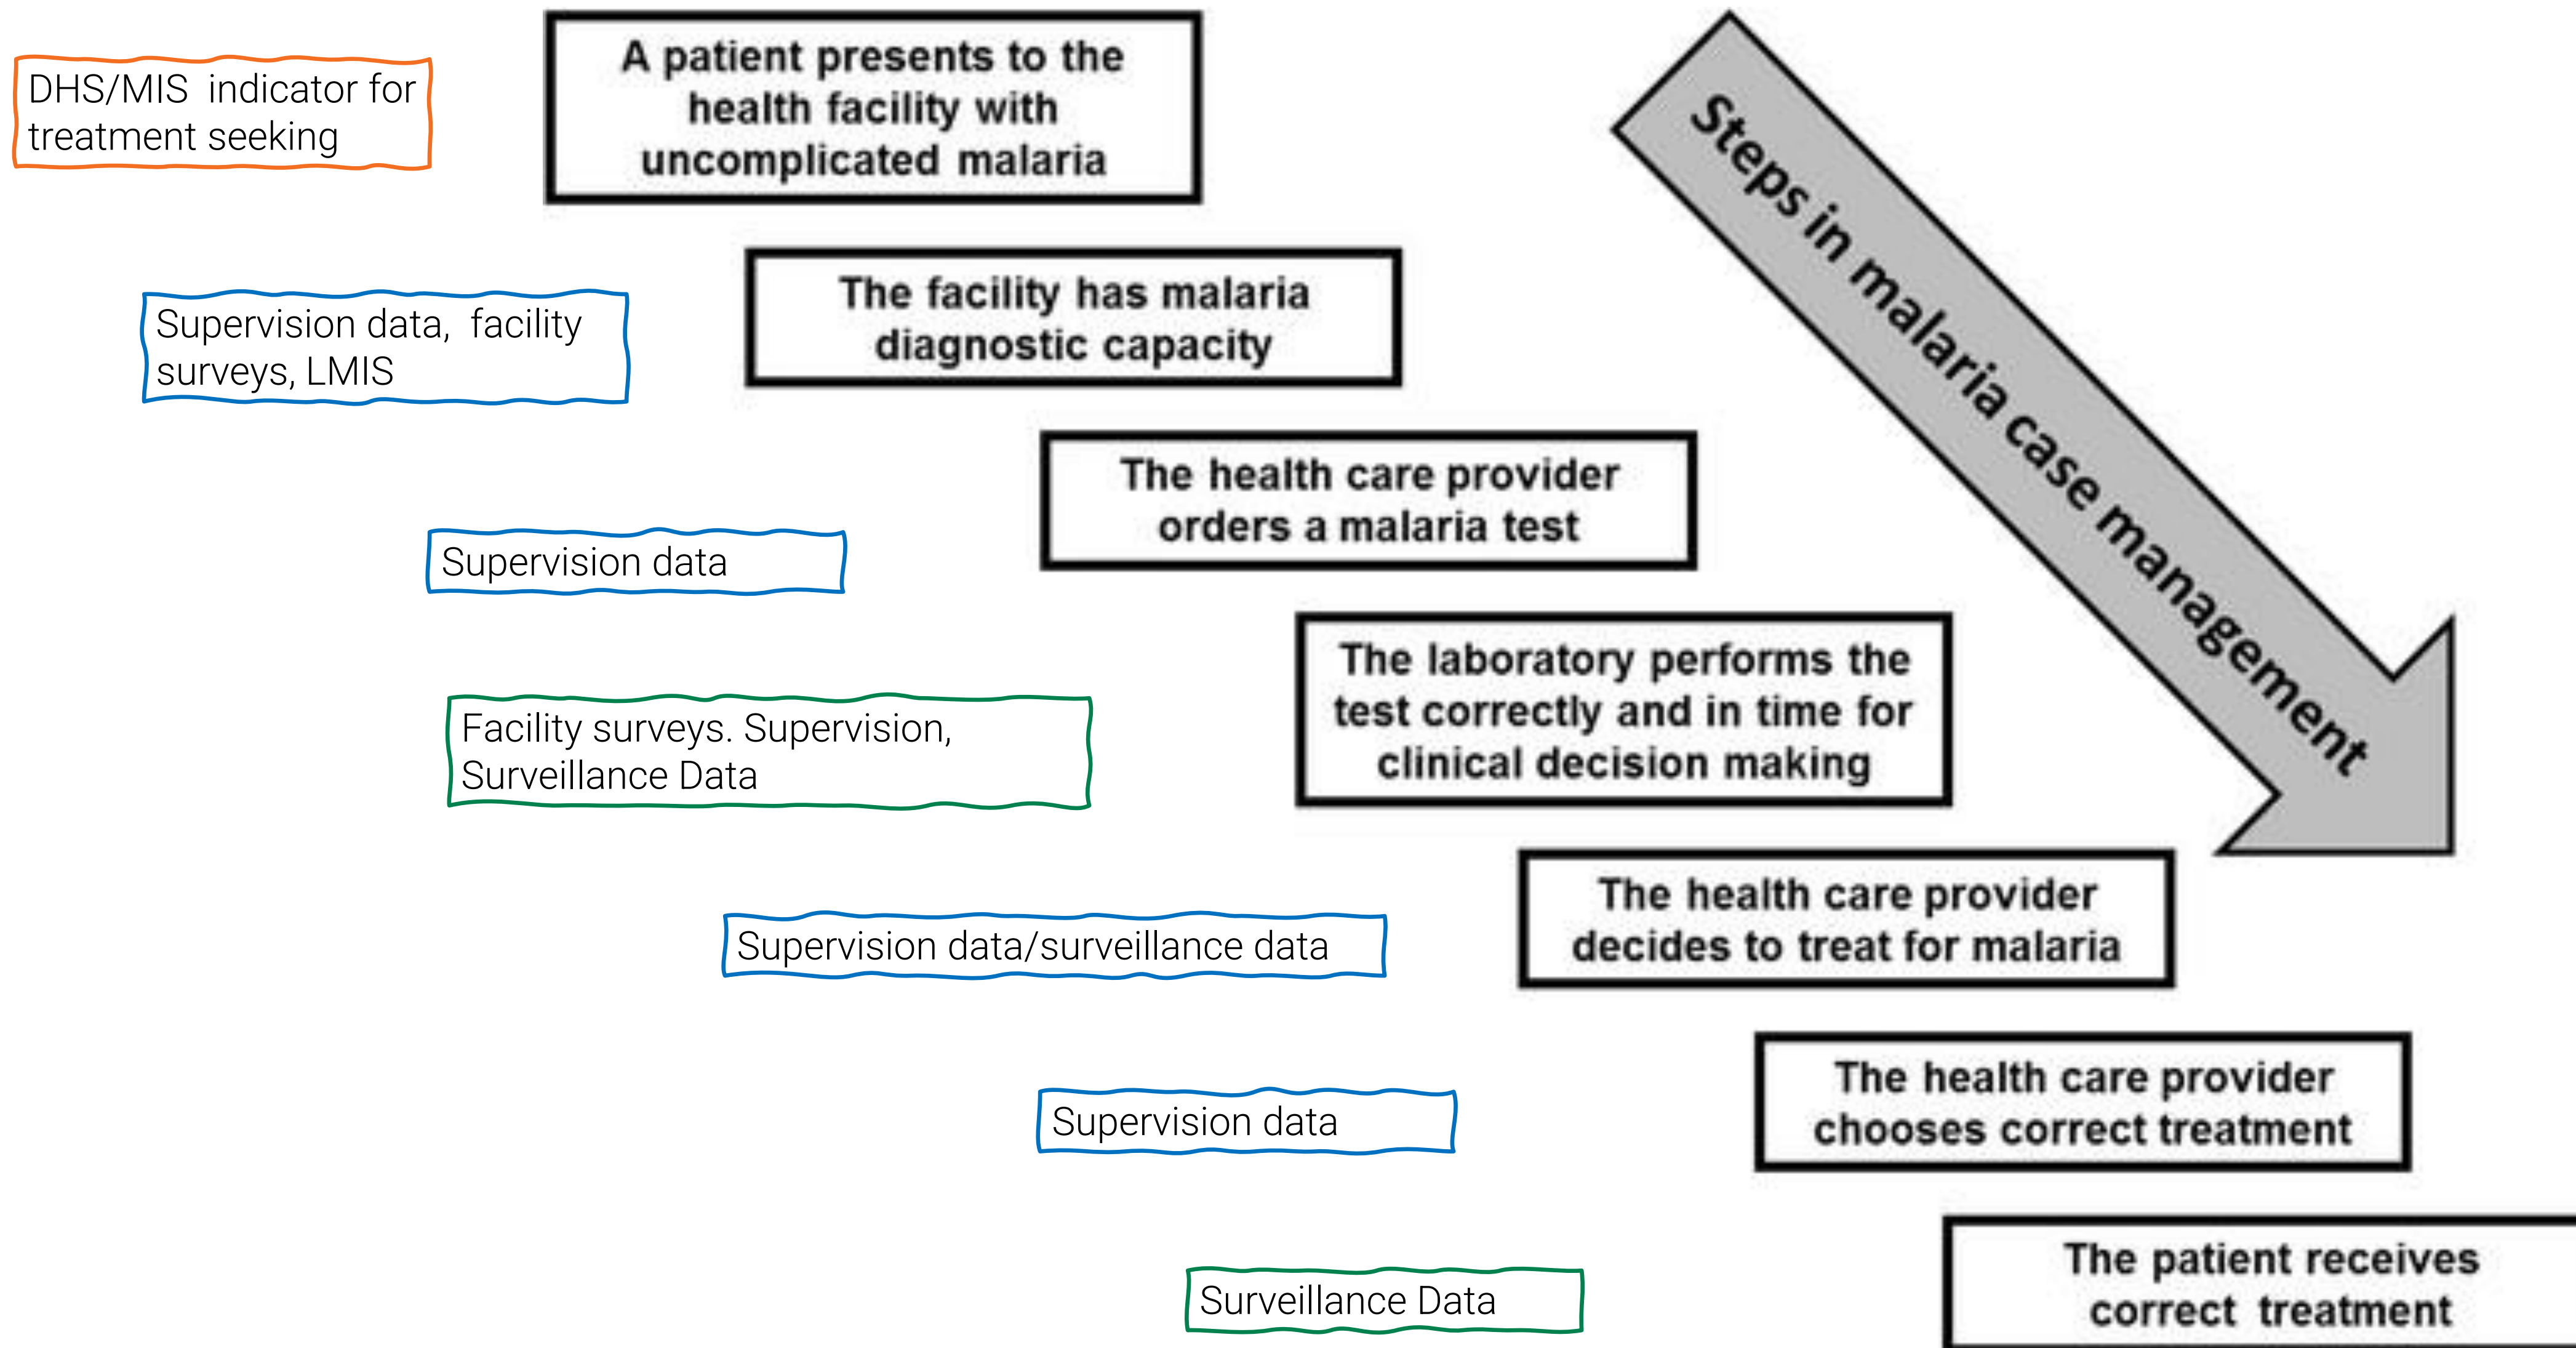 DHS/MIS  indicator for
treatment seeking
A patient presents to the
health facility with
uncomplicated malaria
Steps in malaria case management
Supervision data,  facility
surveys, LMIS
The facility has malaria
diagnostic capacity
Supervision data
The health care provider
orders a malaria test
Facility surveys. Supervision,
Surveillance Data
The laboratory performs the
test correctly and in time for
clinical decision making
Supervision data/surveillance data
The health care provider
decides to treat for malaria
Supervision data
The health care provider
chooses correct treatment
Surveillance Data
The patient receives
correct  treatment